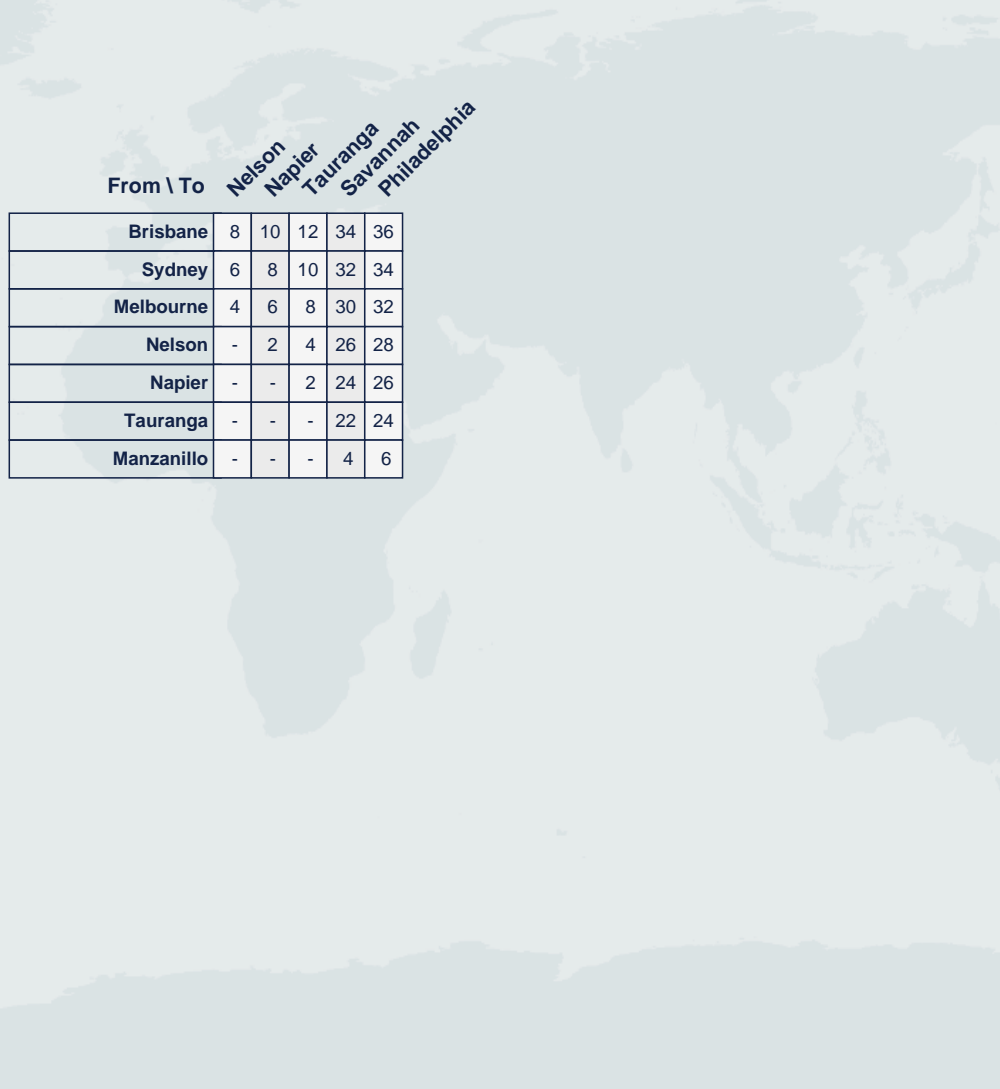 From \ To Nelson Napier Tauranga Savannah Philadelphia
Brisbane 8 10 12 34 36
Sydney 6 8 10 32 34
Melbourne 4 6 8 30 32
Nelson - 2 4 26 28
Napier - - 2 24 26
Tauranga - - - 22 24
Manzanillo - - - 4 6